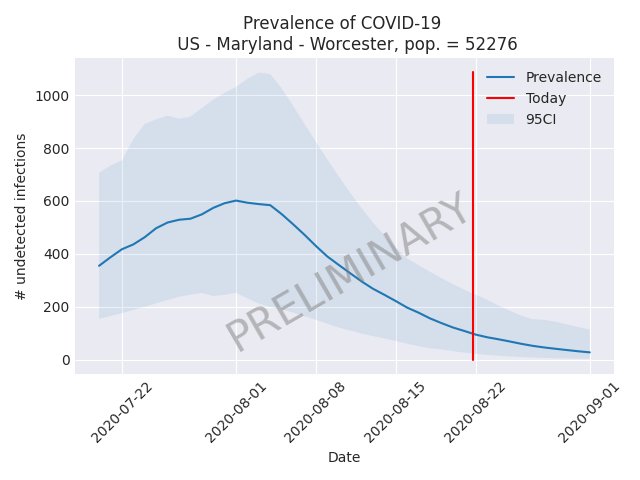 Prevalence of COVID-19
US - Maryland - Worcester, pop. = 52276
Prevalence
Today
95CI
# undetected infections
1000
800
600
400
200
0
PRELIMINARY
2020-07-22
2020-08-01
2020-08-08
2020-08-15
2020-08-22
2020-09-01
Date